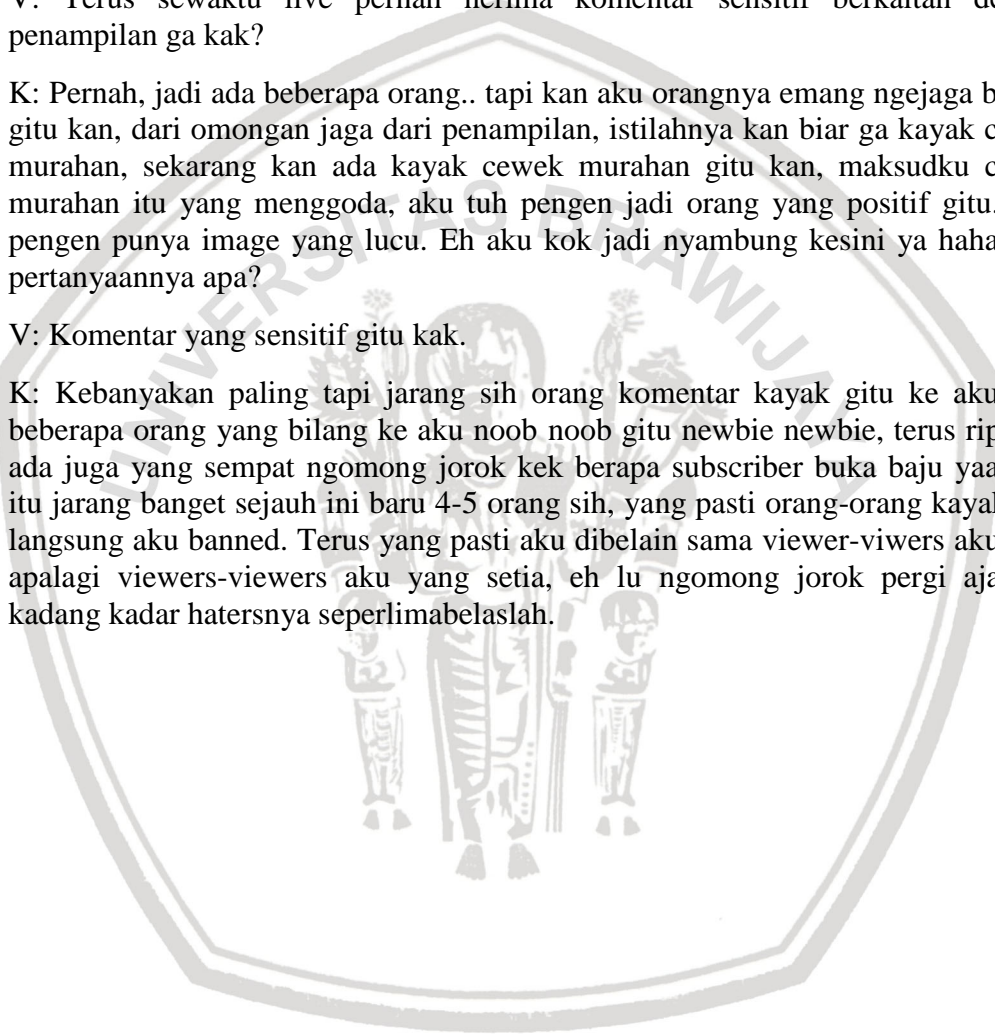 V: Terus sewaktu live pernah nerima komentar sensitif berkaitan
penampilan ga kak?
K: Pernah, jadi ada beberapa orang.. tapi kan aku orangnya emang ngejaga
gitu kan, dari omongan jaga dari penampilan, istilahnya kan biar ga kayak
murahan, sekarang kan ada kayak cewek murahan gitu kan, maksudku
murahan itu yang menggoda, aku tuh pengen jadi orang yang positif gitu.
pengen punya image yang lucu. Eh aku kok jadi nyambung kesini ya haha
pertanyaannya apa?
V: Komentar yang sensitif gitu kak.
K: Kebanyakan paling tapi jarang sih orang komentar kayak gitu ke aku
beberapa orang yang bilang ke aku noob noob gitu newbie newbie, terus rip
ada juga yang sempat ngomong jorok kek berapa subscriber buka baju yaa
itu jarang banget sejauh ini baru 4-5 orang sih, yang pasti orang-orang
langsung aku banned. Terus yang pasti aku dibelain sama viewer-viwers aku
apalagi viewers-viewers aku yang setia, eh lu ngomong jorok pergi aja
kadang kadar hatersnya seperlimabelaslah.
UNIVERSITAS BRAWIJAYA